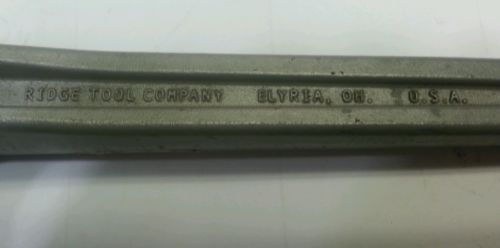 RIDGE TOOL COMPANY ELYRIA, OH. U.S.A.